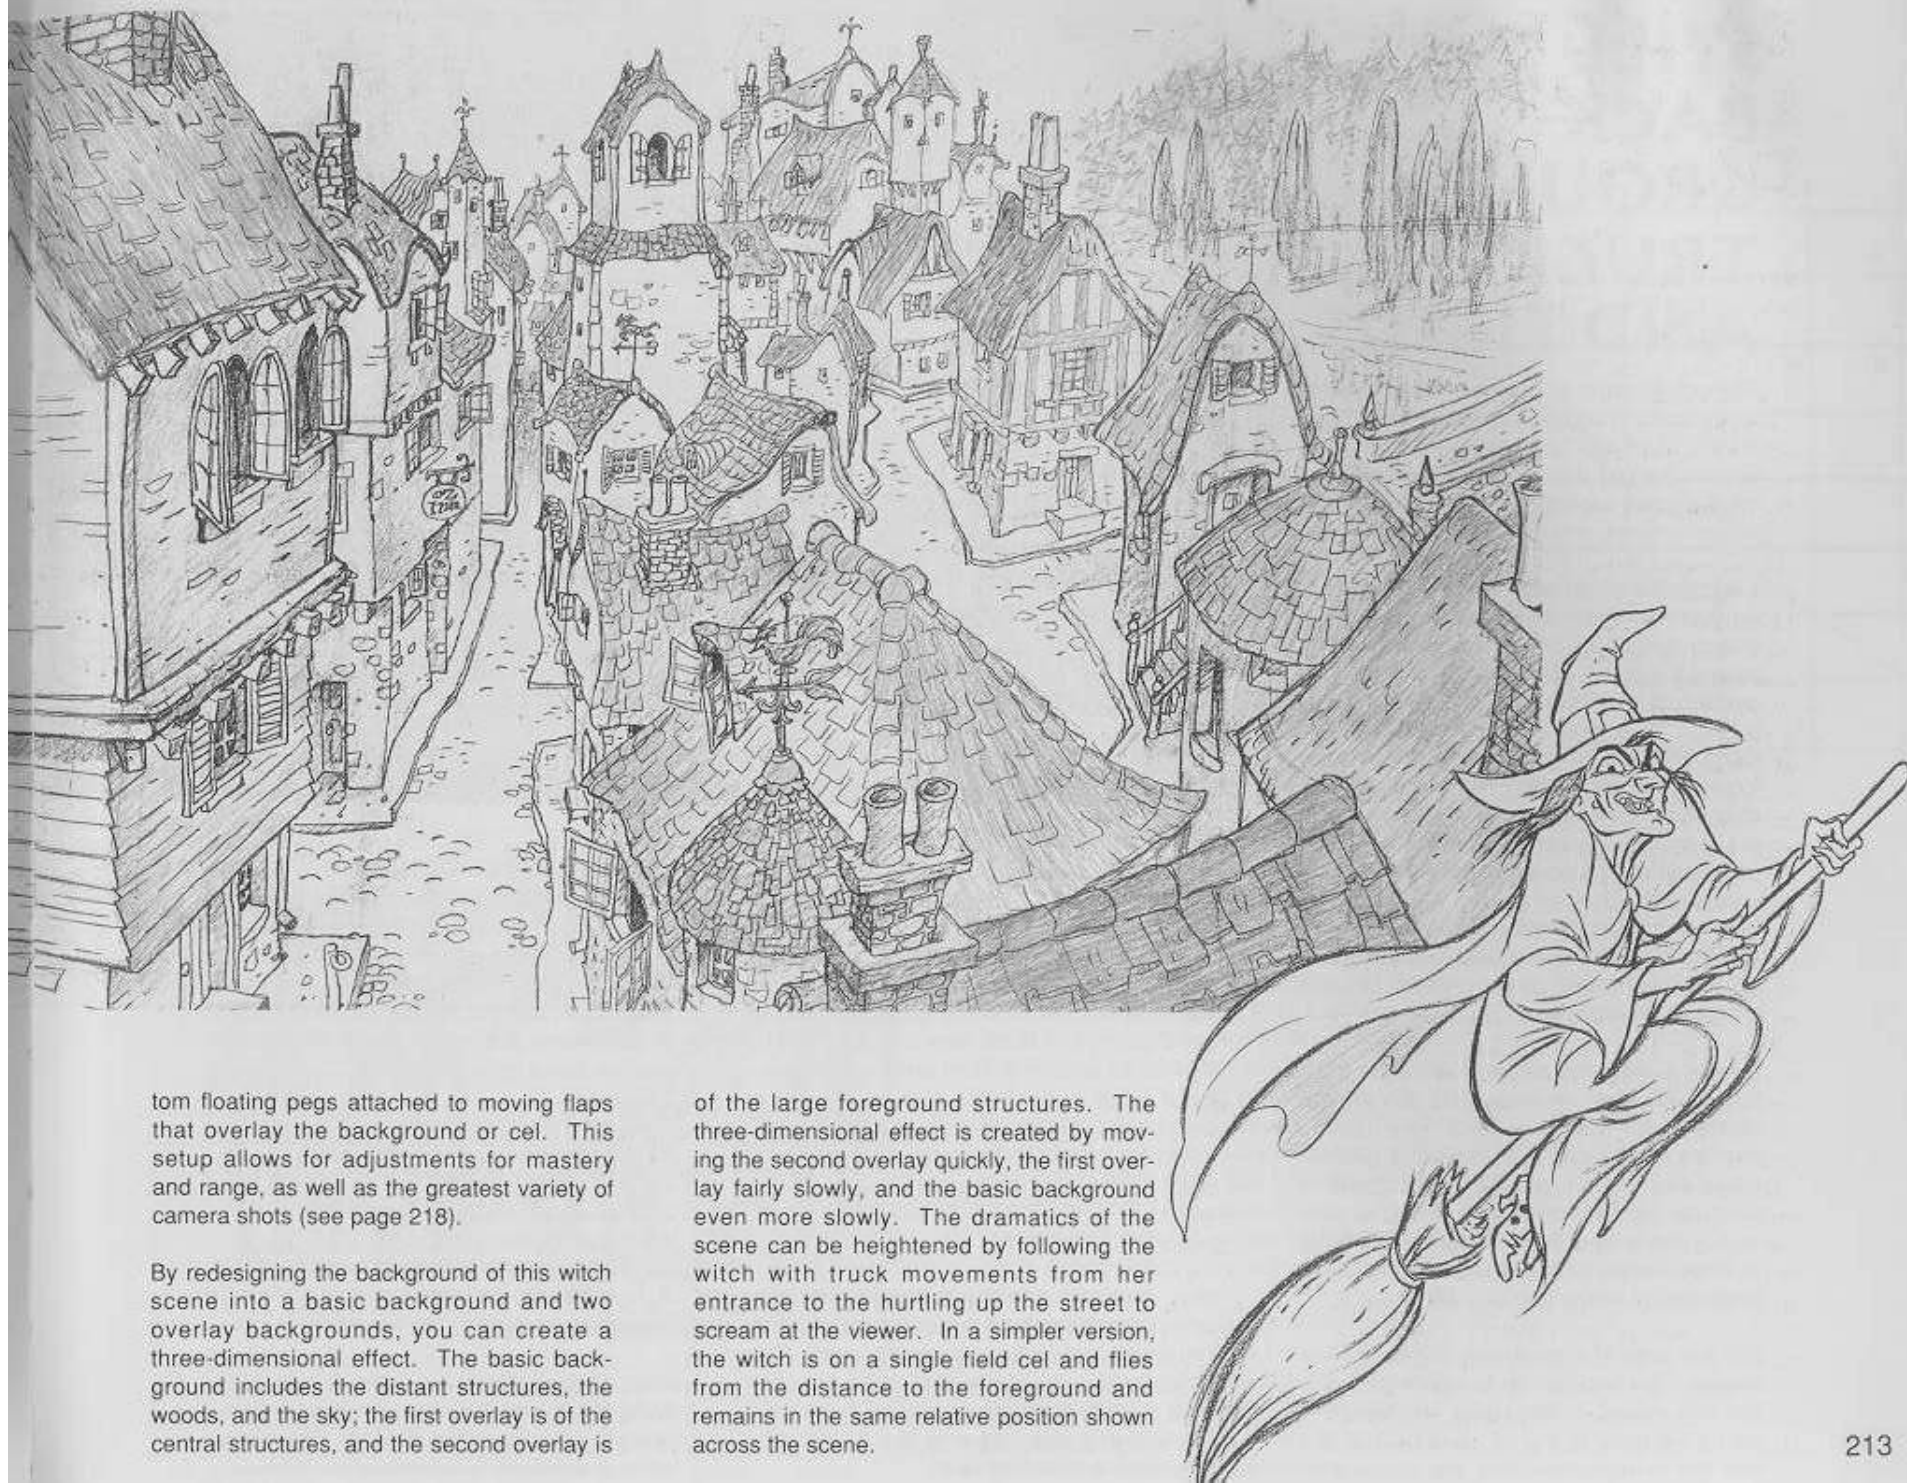 tom floating pegs attached to moving flaps
that overlay the background or cel. This
setup allows for adjustments for mastery
and range, as well as the greatest variety of
camera shots (see page 218).
By redesigning the background of this witch
scene into a basic background and two
overlay backgrounds, you can create a
three-dimensional effect. The basic back-
ground includes the distant structures, the
woods, and the sky; the first overlay is of the
central structures, and the second overlay is
of the large foreground structures. The
three-dimensional effect is created by mov-
ing the second overlay quickly, the first over-
lay fairly slowly, and the basic background
even more slowly. The dramatics of the
scene can be heightened by following the
witch with truck movements from her
entrance to the hurtling up the street to
scream at the viewer. In a simpler version,
the witch is on a single field cel and flies
from the distance to the foreground and
remains in the same relative position shown
across the scene.
213